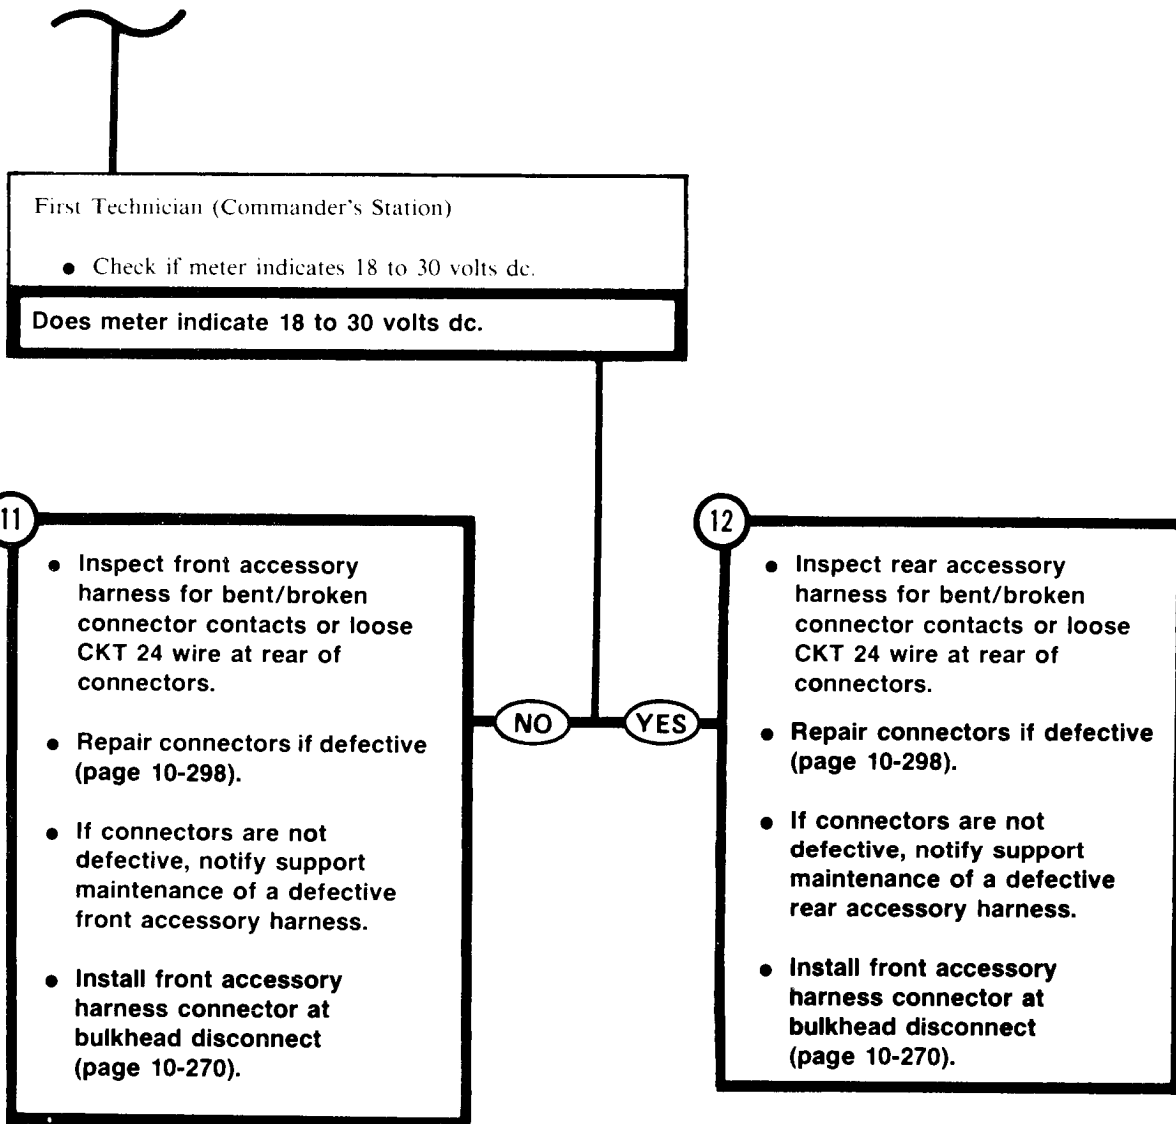 First Technician (Commander's Station)
● Check if meter indicates 18 to 30 volts dc.
Does meter indicate 18 to 30 volts dc.
11
● Inspect front accessory
harness for bent/broken
connector contacts or loose
CKT 24 wire at rear of
connectors.
● Repair connectors if defective
(page 10-298).
● If connectors are not
defective, notify support
maintenance of a defective
front accessory harness.
● Install front accessory
harness connector at
bulkhead disconnect
(page 10-270).
NO
YES
12
● Inspect rear accessory
harness for bent/broken
connector contacts or loose
CKT 24 wire at rear of
connectors.
● Repair connectors if defective
(page 10-298).
● If connectors are not
defective, notify support
maintenance of a defective
rear accessory harness.
● Install front accessory
harness connector at
bulkhead disconnect
(page 10-270).